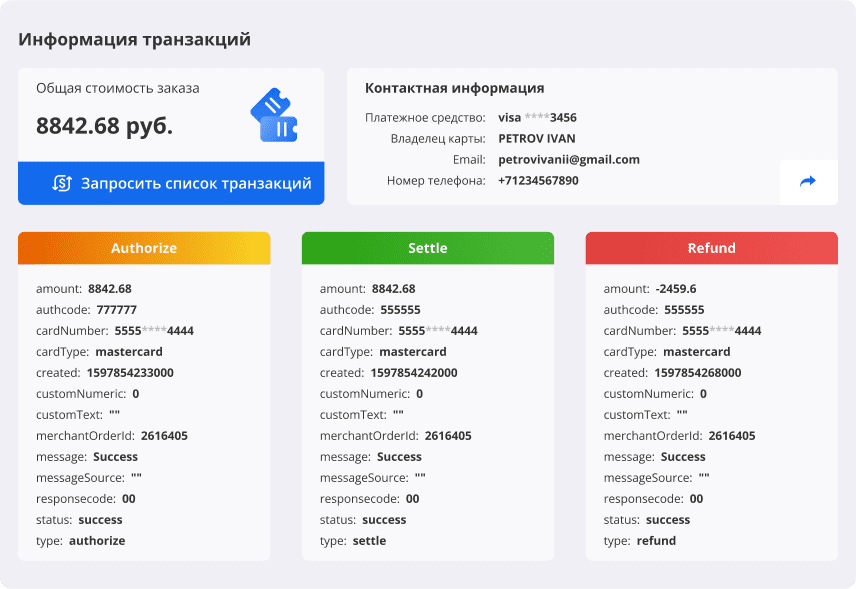 Информация транзакций
Общая стоимость заказа
8842.68 руб.
Запросить список транзакций
Контактная информация
Платежное средство: visa ****3456
Владелец карты: PETROV IVAN
Email: petrovivanii@gmail.com
Номер телефона: +71234567890
Authorize
amount: 8842.68
authcode: 777777
cardNumber: 5555****4444
cardType: mastercard
created: 1597854233000
customNumeric: 0
customText: ""
merchantOrderId: 2616405
message: Success
messageSource: ""
responsecode: 00
status: success
type: authorize
Settle
amount: 8842.68
authcode: 555555
cardNumber: 5555****4444
cardType: mastercard
created: 1597854242000
customNumeric: 0
customText: ""
merchantOrderId: 2616405
message: Success
messageSource: ""
responsecode: 00
status: success
type: settle
Refund
amount: -2459.6
authcode: 555555
cardNumber: 5555****4444
cardType: mastercard
created: 1597854268000
customNumeric: 0
customText: ""
merchantOrderId: 2616405
message: Success
messageSource: ""
responsecode: 00
status: success
type: refund